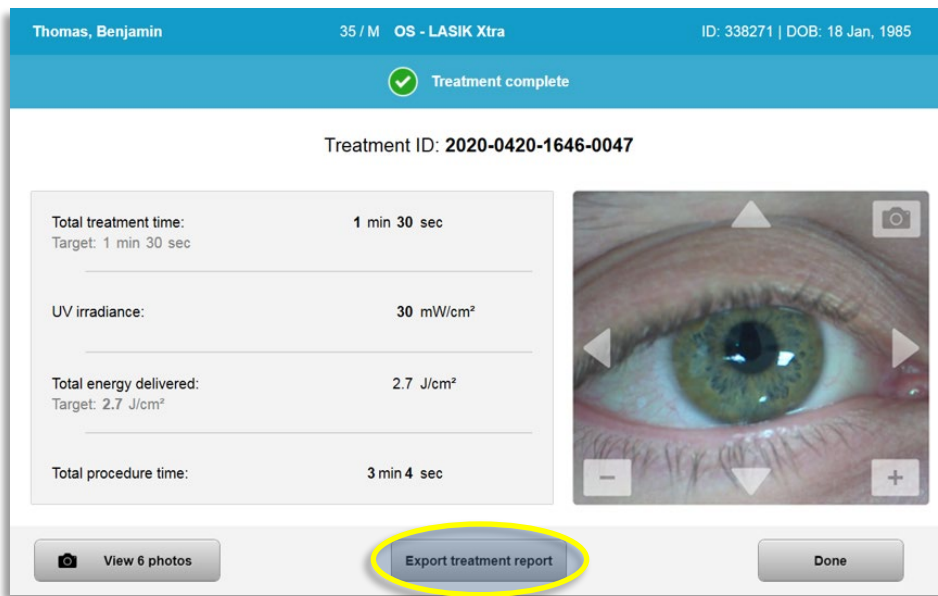 Thomas, Benjamin 35 / M OS - LASIK Xtra ID: 338271 | DOB: 18 Jan, 1985
Treatment complete
Treatment ID: 2020-0420-1646-0047
Total treatment time: 1 min 30 sec
Target: 1 min 30 sec
UV irradiance: 30 mW/cm²
Total energy delivered: 2.7 J/cm²
Target: 2.7 J/cm²
Total procedure time: 3 min 4 sec
View 6 photos Export treatment report Done